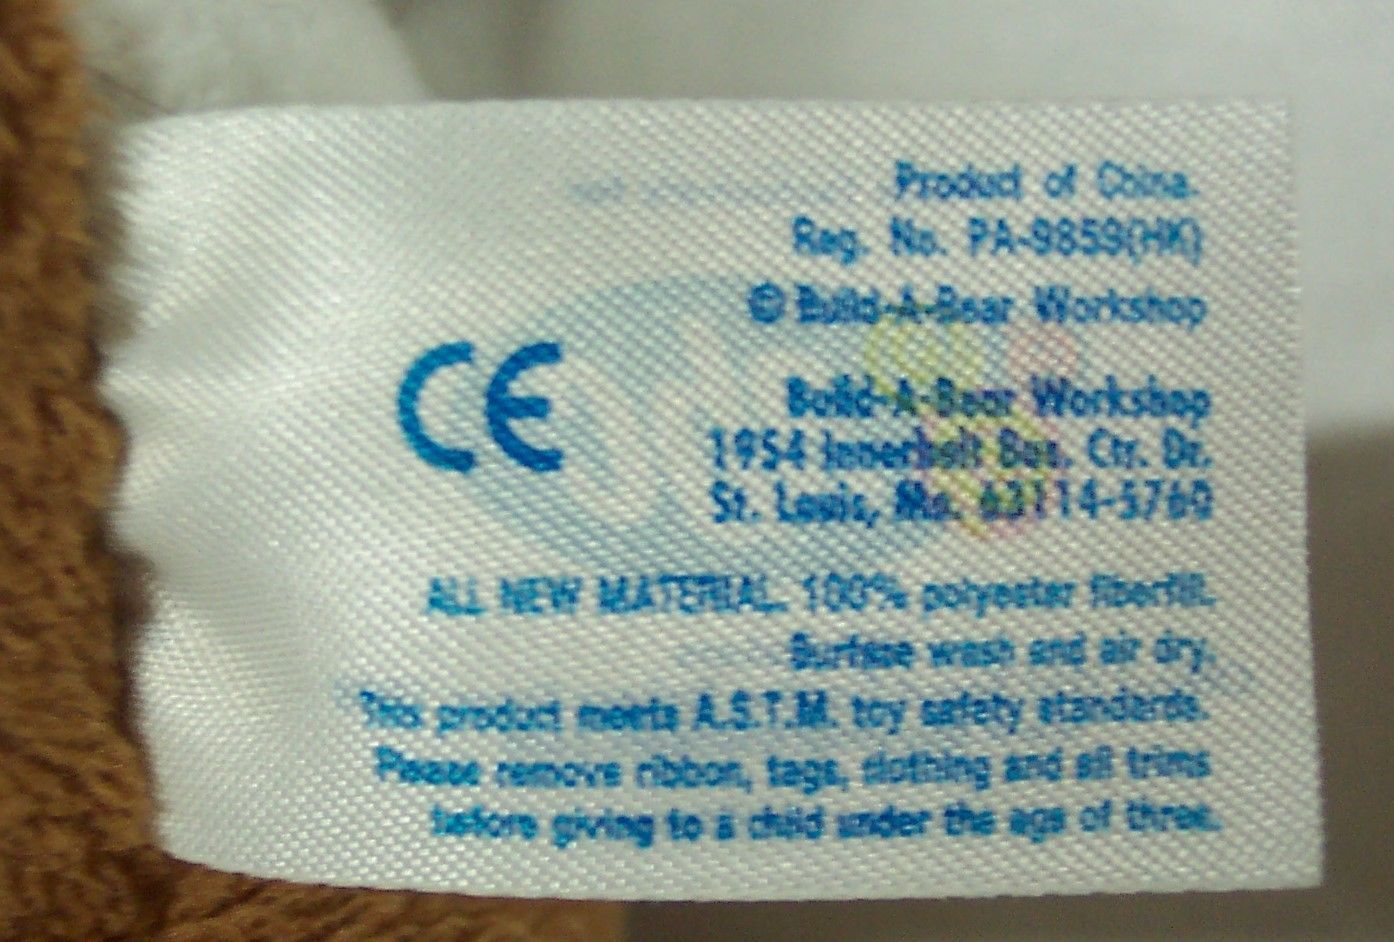 Product of China.
Reg. No. PA-9859(HK)
© Build-A-Bear Workshop
CE
Build-A-Bear Workshop
1954 Innerbelt Bus. Ctr. Dr.
St. Louis, Mo. 63114-5760
ALL NEW MATERIAL. 100% polyester fiberfill.
Surface wash and air dry.
This product meets A.S.T.M. toy safety standards.
Please remove ribbon, tags, clothing and all trims
before giving to a child under the age of three.